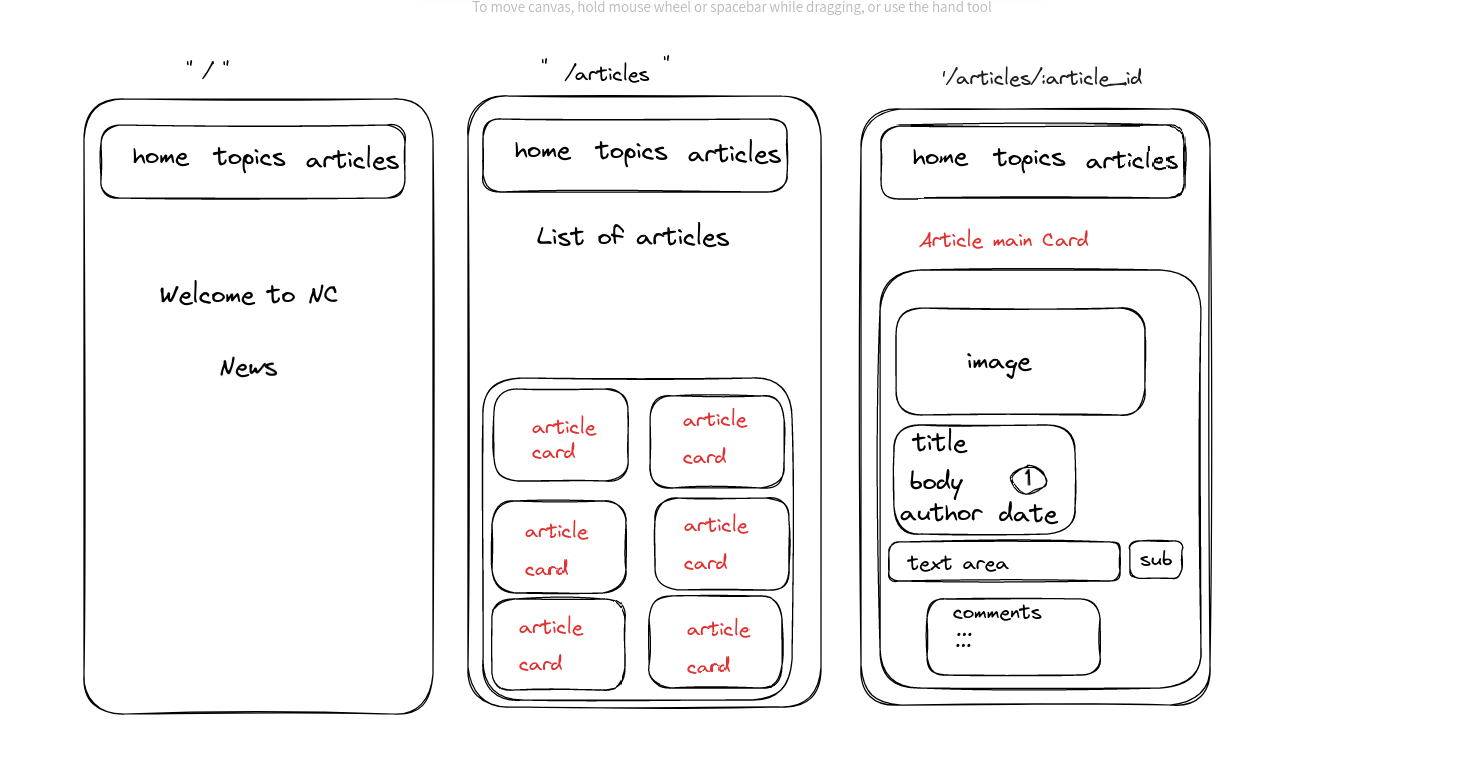 To move canvas, hold mouse wheel or spacebar while dragging, or use the hand tool
" / "
home topics articles
Welcome to NC
News
" /articles "
home topics articles
List of articles
article
card
article
card
article
card
article
card
article
card
article
card
'/articles/:article_id
home topics articles
Article main Card
image
title
body 1
author date
text area
sub
comments
...
...